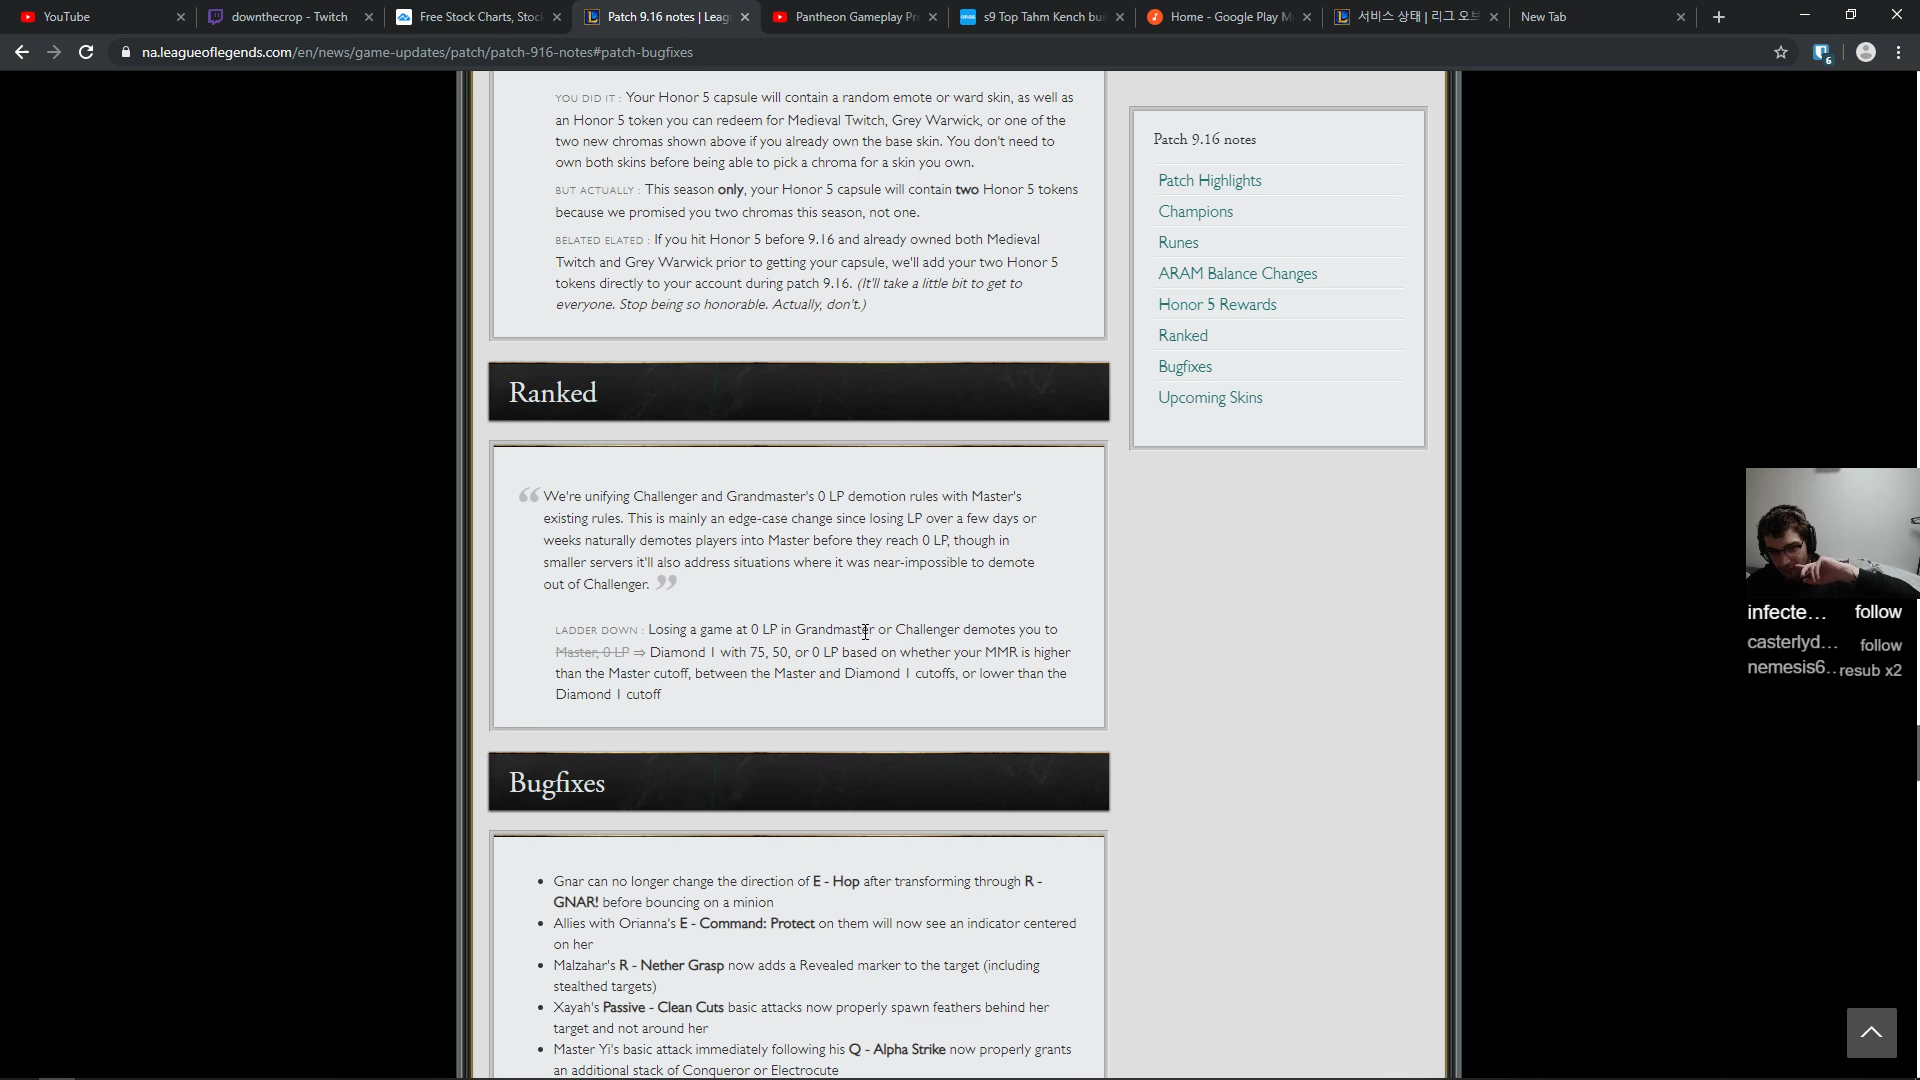 YouTube
downthecrop - Twitch
Free Stock Charts, Stoc
Patch 9.16 notes | Leag
Pantheon Gameplay Pr
s9 Top Tahm Kench bui
Home - Google Play M
서비스 상태 | 리그 오브
New Tab
na.leagueoflegends.com/en/news/game-updates/patch/patch-916-notes#patch-bugfixes
6
YOU DID IT : Your Honor 5 capsule will contain a random emote or ward skin, as well as
an Honor 5 token you can redeem for Medieval Twitch, Grey Warwick, or one of the
two new chromas shown above if you already own the base skin. You don't need to
own both skins before being able to pick a chroma for a skin you own.
BUT ACTUALLY : This season only, your Honor 5 capsule will contain two Honor 5 tokens
because we promised you two chromas this season, not one.
BELATED ELATED : If you hit Honor 5 before 9.16 and already owned both Medieval
Twitch and Grey Warwick prior to getting your capsule, we'll add your two Honor 5
tokens directly to your account during patch 9.16. (It'll take a little bit to get to
everyone. Stop being so honorable. Actually, don't.)
Ranked
“ We're unifying Challenger and Grandmaster's 0 LP demotion rules with Master's
existing rules. This is mainly an edge-case change since losing LP over a few days or
weeks naturally demotes players into Master before they reach 0 LP, though in
smaller servers it'll also address situations where it was near-impossible to demote
out of Challenger. ”
LADDER DOWN : Losing a game at 0 LP in Grandmaster or Challenger demotes you to
Master, 0 LP ⇒ Diamond 1 with 75, 50, or 0 LP based on whether your MMR is higher
than the Master cutoff, between the Master and Diamond 1 cutoffs, or lower than the
Diamond 1 cutoff
Bugfixes
• Gnar can no longer change the direction of E - Hop after transforming through R -
GNAR! before bouncing on a minion
• Allies with Orianna's E - Command: Protect on them will now see an indicator centered
on her
• Malzahar's R - Nether Grasp now adds a Revealed marker to the target (including
stealthed targets)
• Xayah's Passive - Clean Cuts basic attacks now properly spawn feathers behind her
target and not around her
• Master Yi's basic attack immediately following his Q - Alpha Strike now properly grants
an additional stack of Conqueror or Electrocute
Patch 9.16 notes
Patch Highlights
Champions
Runes
ARAM Balance Changes
Honor 5 Rewards
Ranked
Bugfixes
Upcoming Skins
infecte... follow
casterlyd... follow
nemesis6.. resub x2